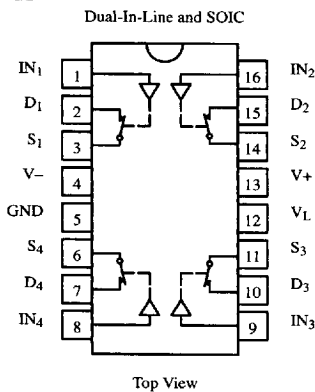 Dual-In-Line and SOIC
IN1 1 16 IN2
D1 2 15 D2
S1 3 14 S2
V– 4 13 V+
GND 5 12 VL
S4 6 11 S3
D4 7 10 D3
IN4 8 9 IN3
Top View